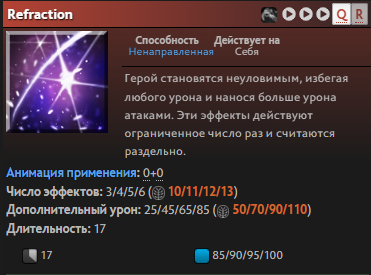 Refraction Q R
Способность Действует на
Ненаправленная Себя
Герой становятся неуловимым, избегая
любого урона и нанося больше урона
атаками. Эти эффекты действуют
ограниченное число раз и считаются
раздельно.
Анимация применения: 0+0
Число эффектов: 3/4/5/6 (10/11/12/13)
Дополнительный урон: 25/45/65/85 (50/70/90/110)
Длительность: 17
17 85/90/95/100